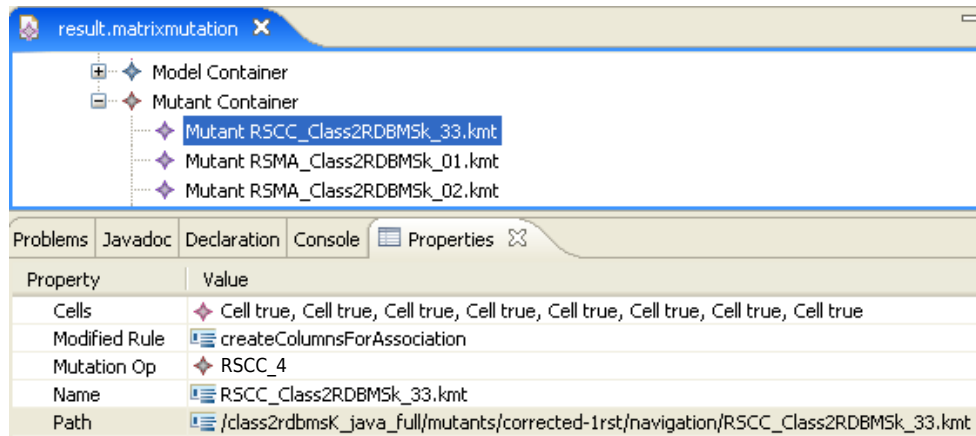 result.matrixmutation
Model Container
Mutant Container
Mutant RSCC_Class2RDBMSk_33.kmt
Mutant RSMA_Class2RDBMSk_01.kmt
Mutant RSMA_Class2RDBMSk_02.kmt
Problems Javadoc Declaration Console Properties
Property Value
Cells Cell true, Cell true, Cell true, Cell true, Cell true, Cell true, Cell true, Cell true
Modified Rule createColumnsForAssociation
Mutation Op RSCC_4
Name RSCC_Class2RDBMSk_33.kmt
Path /class2rdbmsK_java_full/mutants/corrected-1rst/navigation/RSCC_Class2RDBMSk_33.kmt